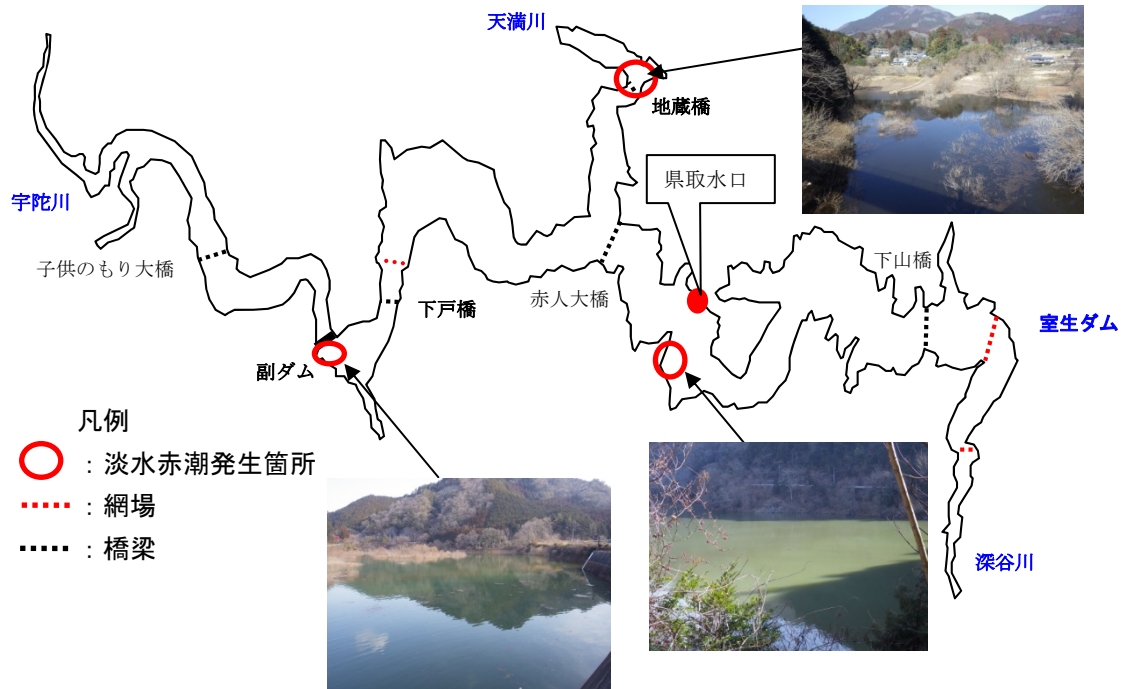 天満川
地蔵橋
県取水口
宇陀川
子供のもり大橋
下山橋
赤人大橋
下戸橋
室生ダム
副ダム
凡例
：淡水赤潮発生箇所
：網場
：橋梁
深谷川